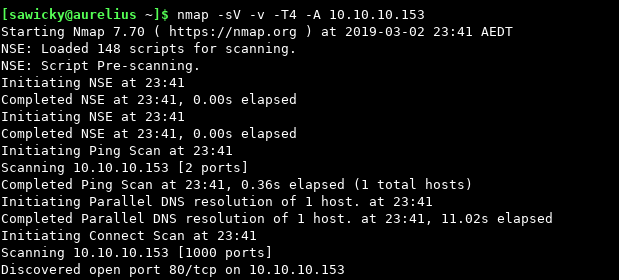 [sawicky@aurelius ~]$ nmap -sV -v -T4 -A 10.10.10.153
Starting Nmap 7.70 ( https://nmap.org ) at 2019-03-02 23:41 AEDT
NSE: Loaded 148 scripts for scanning.
NSE: Script Pre-scanning.
Initiating NSE at 23:41
Completed NSE at 23:41, 0.00s elapsed
Initiating NSE at 23:41
Completed NSE at 23:41, 0.00s elapsed
Initiating Ping Scan at 23:41
Scanning 10.10.10.153 [2 ports]
Completed Ping Scan at 23:41, 0.36s elapsed (1 total hosts)
Initiating Parallel DNS resolution of 1 host. at 23:41
Completed Parallel DNS resolution of 1 host. at 23:41, 11.02s elapsed
Initiating Connect Scan at 23:41
Scanning 10.10.10.153 [1000 ports]
Discovered open port 80/tcp on 10.10.10.153